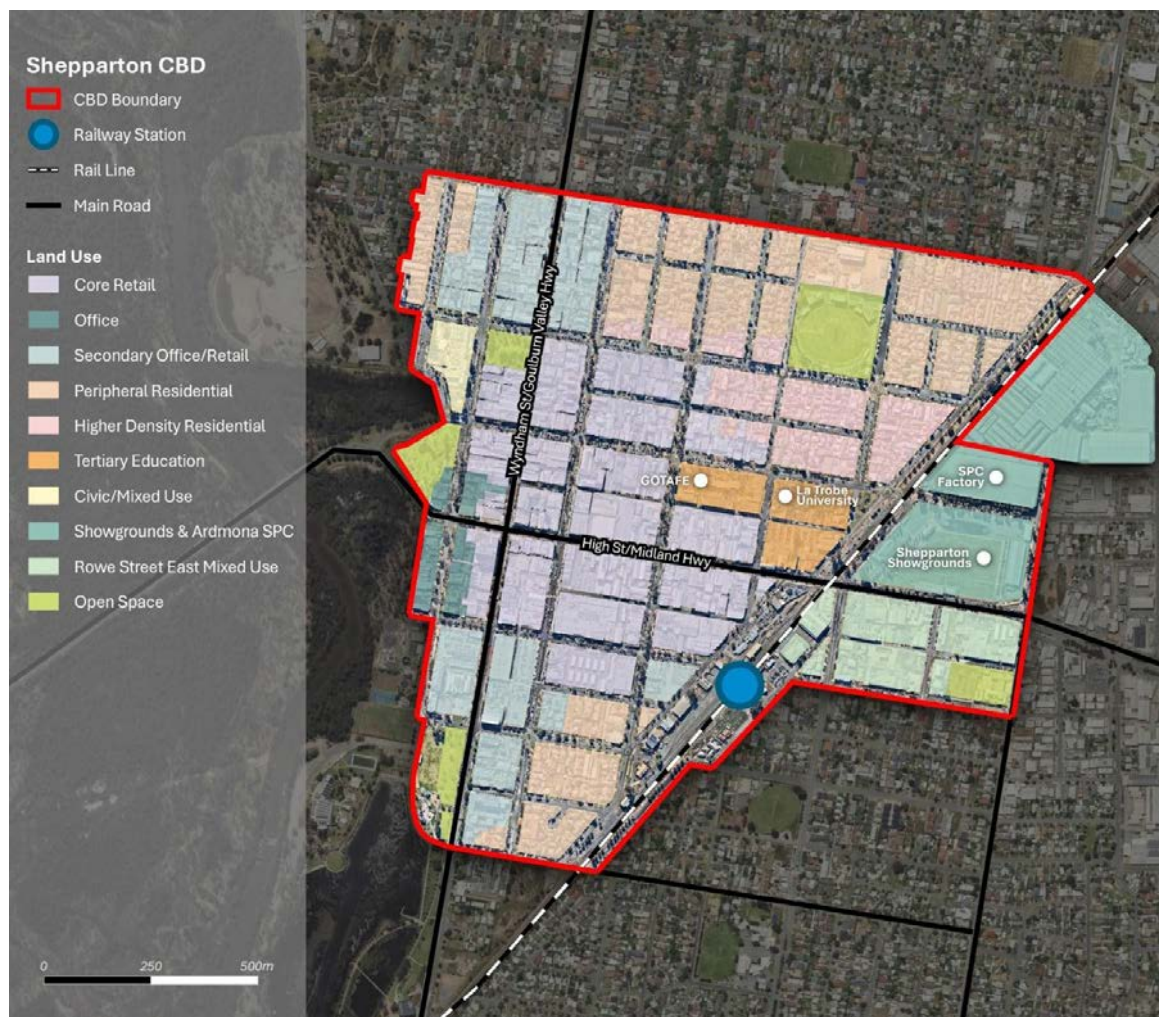 Shepparton CBD
CBD Boundary
Railway Station
Rail Line
Main Road
Land Use
Core Retail
Office
Secondary Office/Retail
Peripheral Residential
Higher Density Residential
Tertiary Education
Civic/Mixed Use
Showgrounds & Ardmona SPC
Rowe Street East Mixed Use
Open Space
0 250 500m
Wyndham St/Goulburn Valley Hwy
GOTAFE
La Trobe
University
SPC
Factory
High St/Midland Hwy
Shepparton
Showgrounds